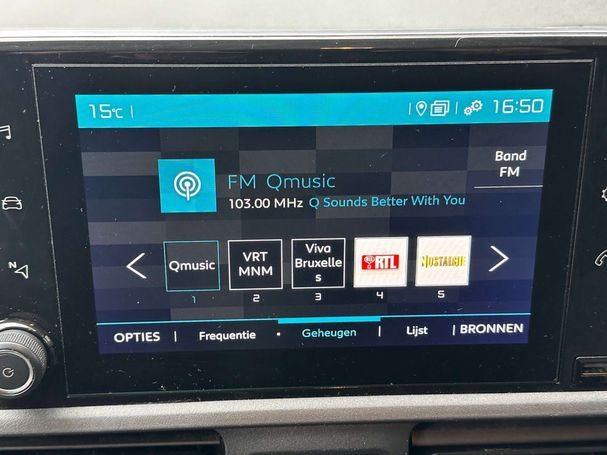 15°C
16:50
Band
FM
FM Qmusic
103.00 MHz Q Sounds Better With You
Qmusic
VRT
MNM
Viva
Bruxelle
s
BEL
RTL
NOSTALGIE
1 2 3 4 5
OPTIES | Frequentie • Geheugen | Lijst | BRONNEN
N